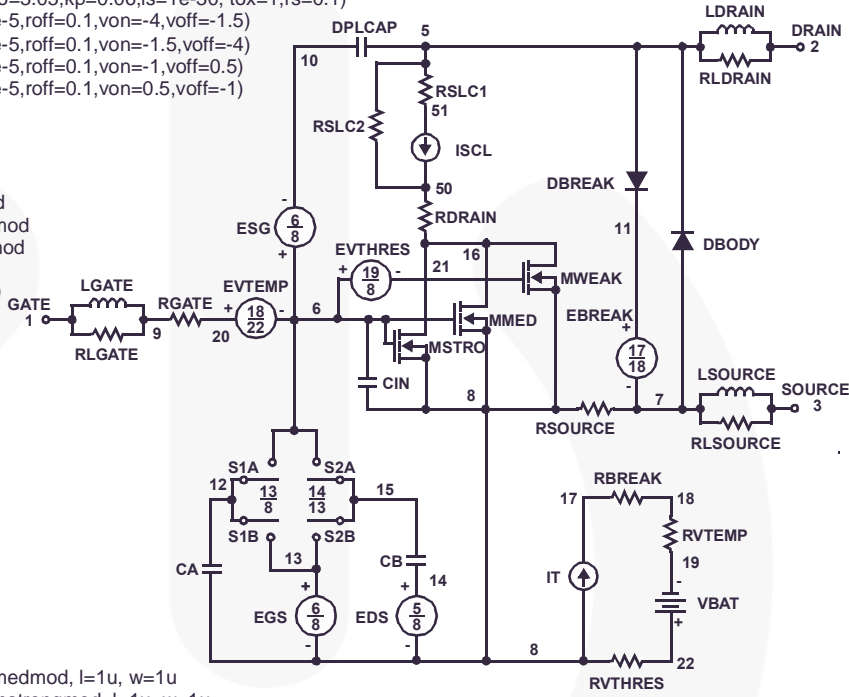 e-5,roff=0.1,von=-4,voff=-1.5)
e-5,roff=0.1,von=-1.5,voff=-4)
e-5,roff=0.1,von=-1,voff=0.5)
e-5,roff=0.1,von=0.5,voff=-1)
DPLCAP
5
10
LDRAIN
DRAIN
2
RLDRAIN
RSLC1
51
RSLC2
ISCL
50
RDRAIN
DBREAK
11
DBODY
ESG
6
8
-
+
EVTHRES
+
19
8
-
21
16
MWEAK
MMED
MSTRO
EBREAK
+
17
18
-
GATE
1
LGATE
RLGATE
9
RGATE
20
EVTEMP
+
18
22
-
6
CIN
8
RSOURCE
7
LSOURCE
SOURCE
3
RLSOURCE
S1A
S2A
12
13
8
14
13
15
S1B
S2B
13
CA
CB
14
+
EGS
6
8
-
+
EDS
5
8
-
RBREAK
17
18
RVTEMP
19
IT
-
VBAT
+
8
22
RVTHRES
medmod, l=1u, w=1u